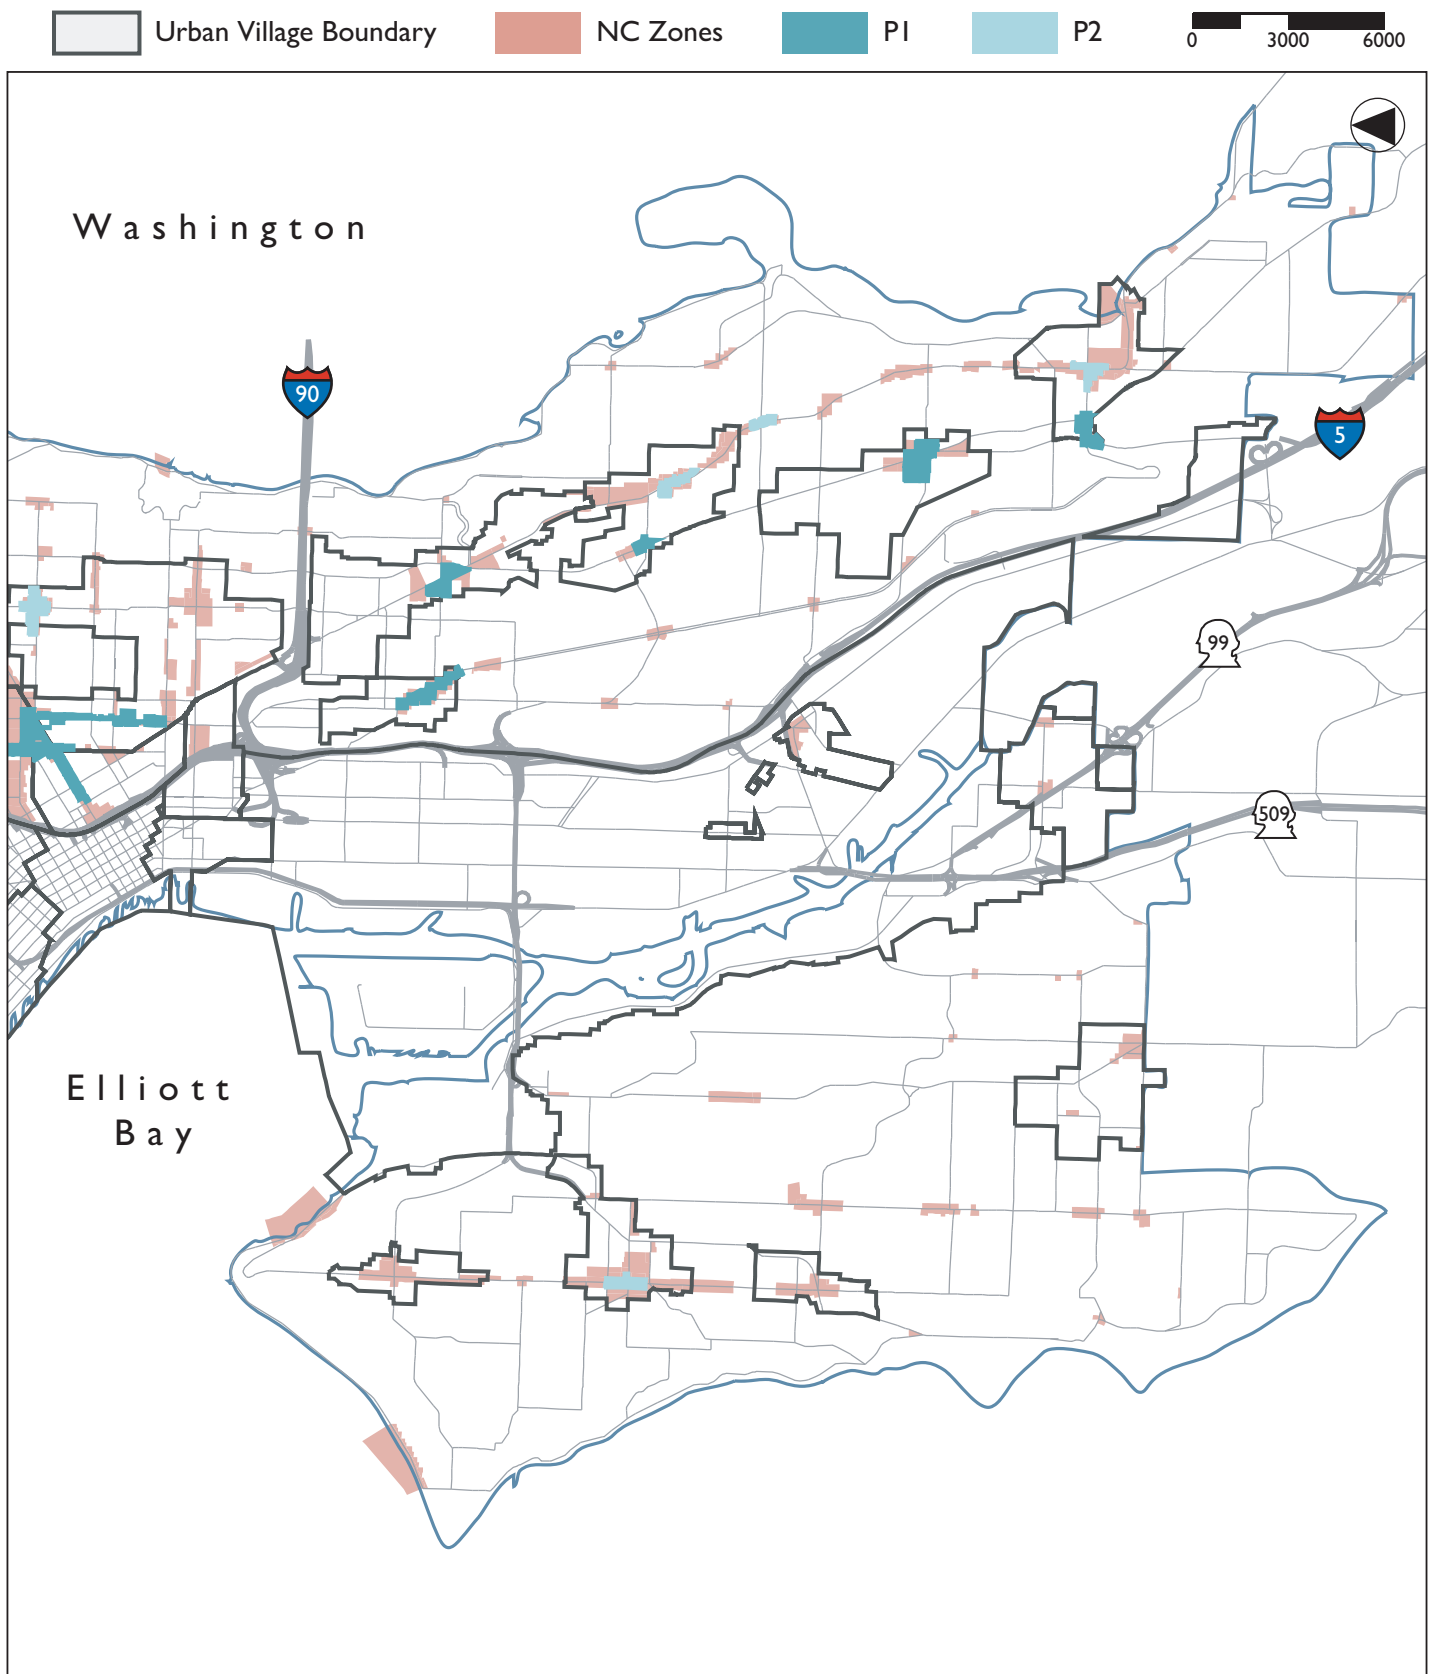 Urban Village Boundary
NC Zones
P1
P2
0 3000 6000
Washington
90
5
99
509
Elliott
Bay